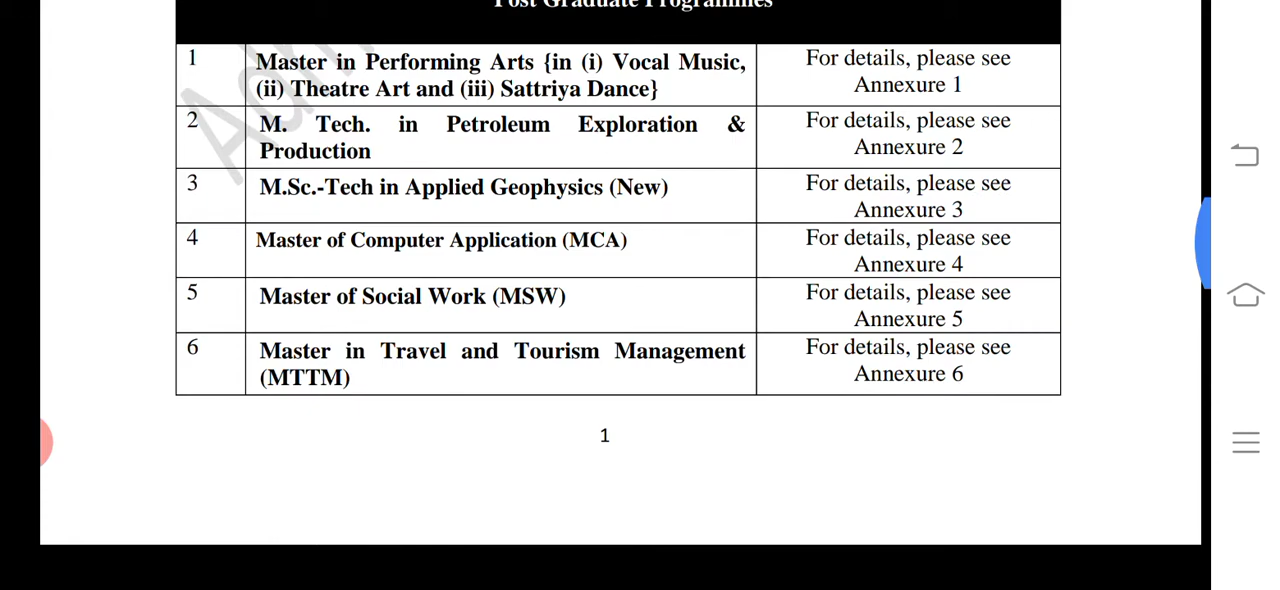 Post Graduate Programmes
1
Master in Performing Arts {in (i) Vocal Music,
(ii) Theatre Art and (iii) Sattriya Dance}
For details, please see
Annexure 1
2
M. Tech. in Petroleum Exploration &
Production
For details, please see
Annexure 2
3
M.Sc.-Tech in Applied Geophysics (New)
For details, please see
Annexure 3
4
Master of Computer Application (MCA)
For details, please see
Annexure 4
5
Master of Social Work (MSW)
For details, please see
Annexure 5
6
Master in Travel and Tourism Management
(MTTM)
For details, please see
Annexure 6
1